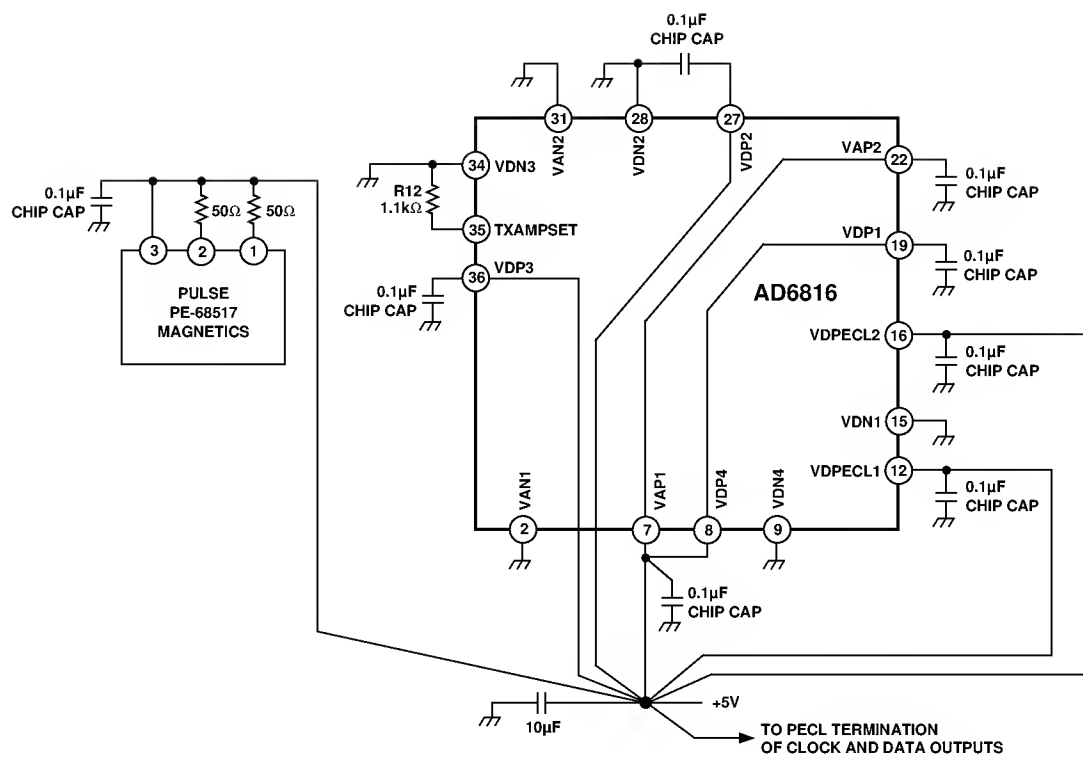 0.1µF
CHIP CAP
31
28
27
VAN2
VDN2
VDP2
34
VDN3
R12
1.1kΩ
35
TXAMPSET
36
VDP3
0.1µF
CHIP CAP
0.1µF
CHIP CAP
50Ω
50Ω
3
2
1
PULSE
PE-68517
MAGNETICS
VAP2
22
0.1µF
CHIP CAP
VDP1
19
0.1µF
CHIP CAP
AD6816
VDPECL2
16
0.1µF
CHIP CAP
VDN1
15
VDPECL1
12
0.1µF
CHIP CAP
VAN1
VAP1
VDP4
VDN4
2
7
8
9
0.1µF
CHIP CAP
10µF
+5V
TO PECL TERMINATION
OF CLOCK AND DATA OUTPUTS